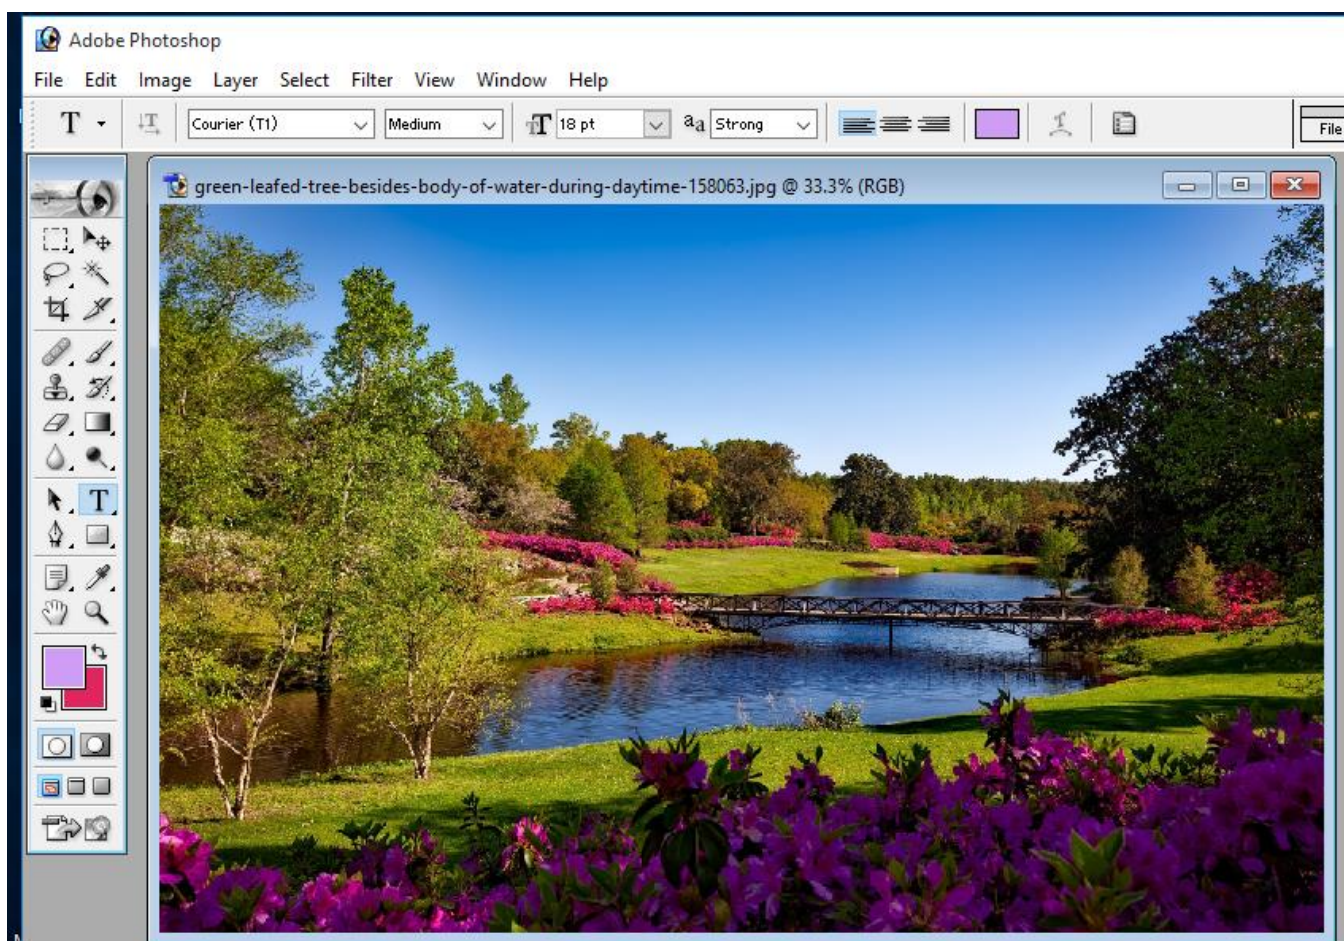 Adobe Photoshop
File Edit Image Layer Select Filter View Window Help
T Courier (T1) Medium T 18 pt aa Strong File
green-leafed-tree-besides-body-of-water-during-daytime-158063.jpg @ 33.3% (RGB)
T